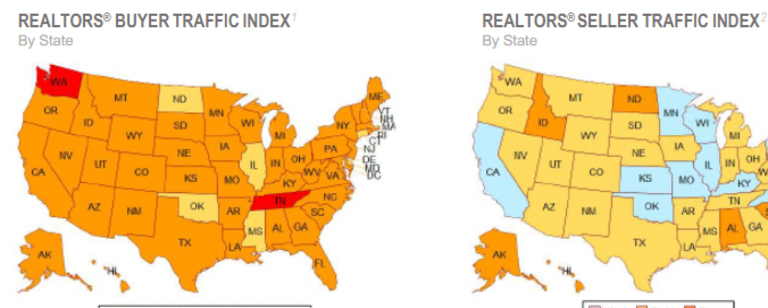 REALTORS® BUYER TRAFFIC INDEX¹
By State
WA
OR
MT
ID
ND
MN
SD
WY
NV
UT
CA
CO
NE
KS
AZ
NM
OK
TX
IA
MO
AR
LA
WI
IL
MI
IN
OH
KY
TN
MS
AL
GA
FL
SC
NC
VA
WV
PA
NY
ME
VT
NH
MA
RI
CT
NJ
DE
MD
DC
AK
HI
REALTORS® SELLER TRAFFIC INDEX²
By State
WA
OR
MT
ID
ND
MN
SD
WY
NV
UT
CA
CO
NE
KS
AZ
NM
OK
TX
IA
MO
AR
LA
WI
IL
MI
IN
OH
KY
TN
MS
AL
GA
AK
HI